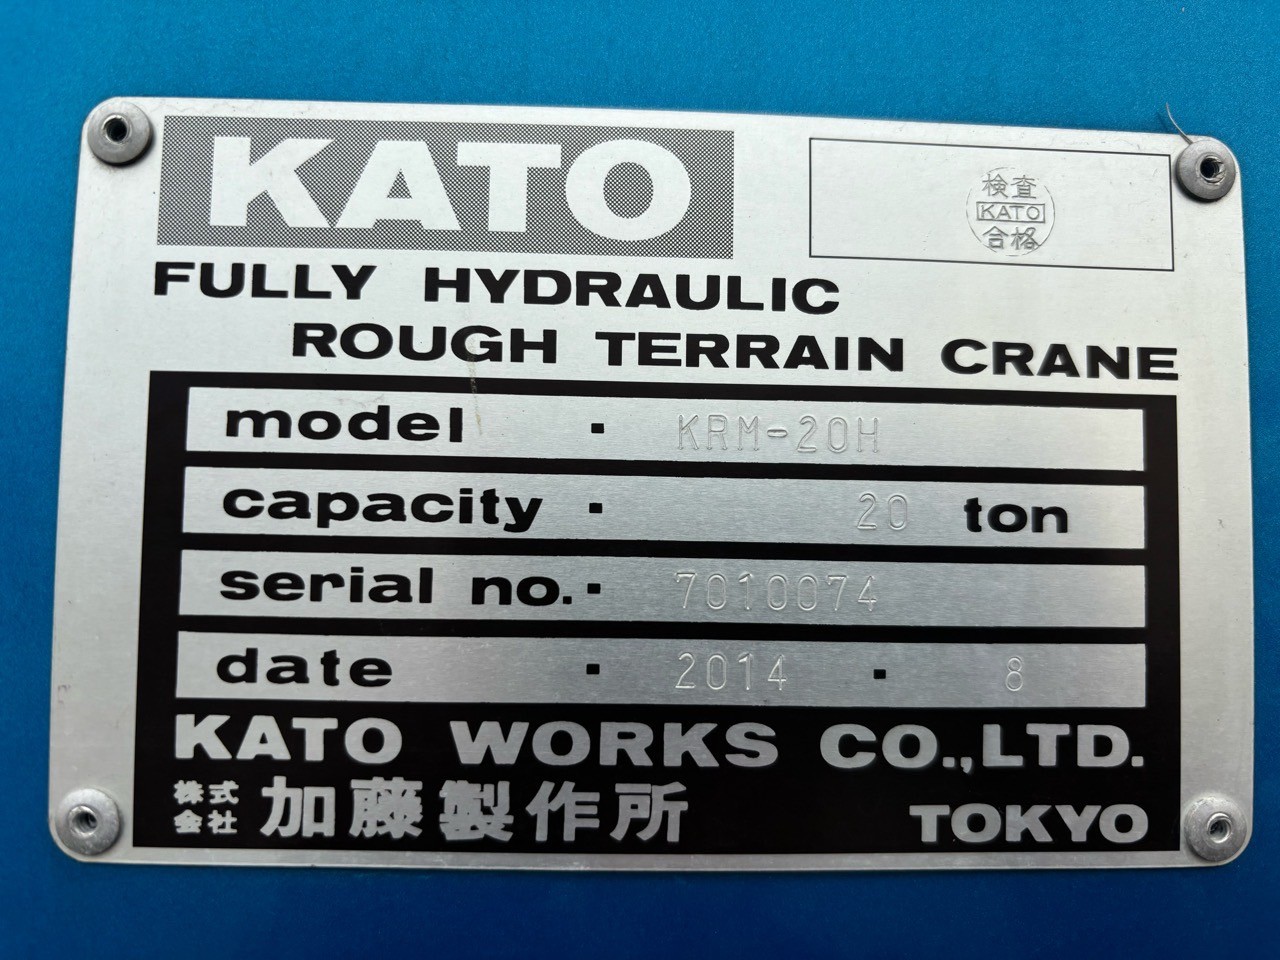 KATO
検査
KATO
合格
FULLY HYDRAULIC
ROUGH TERRAIN CRANE
model · KRM-20H
capacity · 20 ton
serial no. · 7010074
date · 2014 · 8
KATO WORKS CO.,LTD.
株式会社 加藤製作所 TOKYO